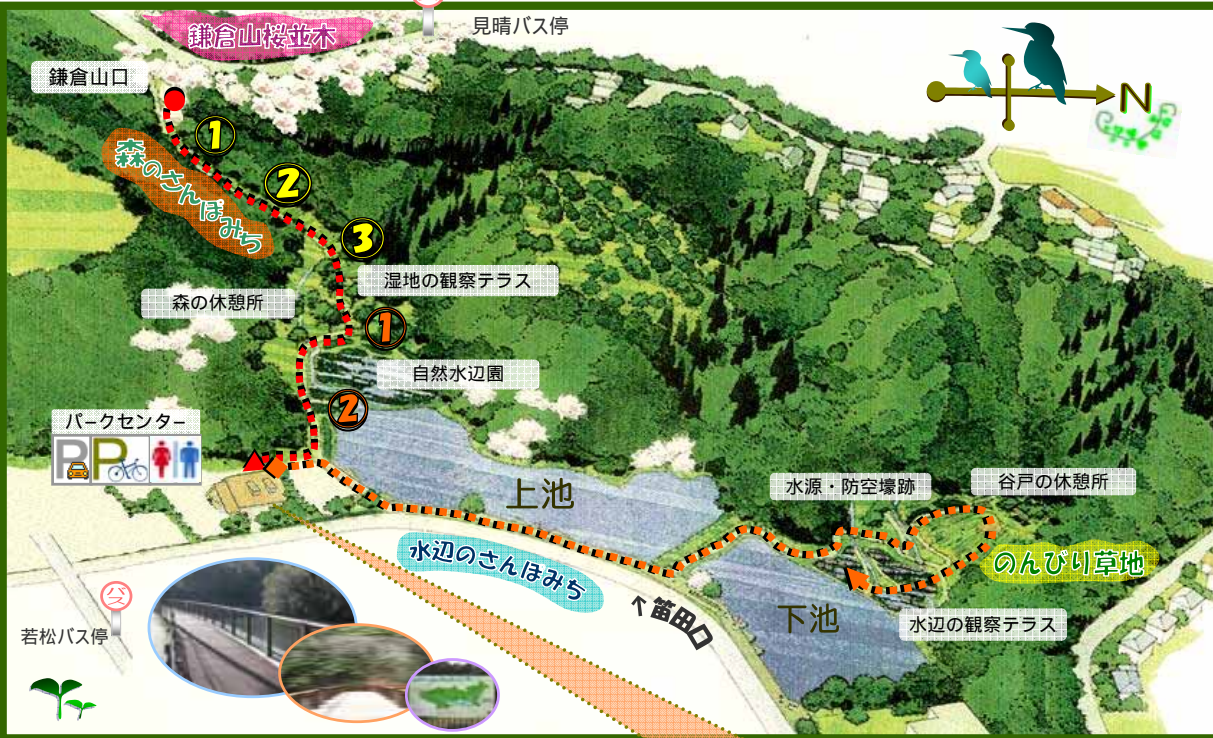 見晴バス停
鎌倉山桜並木
鎌倉山口
N
1
森のさんぽみち
2
3
湿地の観察テラス
森の休憩所
1
自然水辺園
2
パークセンター
P P
上池
水源・防空壕跡
谷戸の休憩所
水辺のさんぽみち
のんびり草地
↖笛田口
下池
水辺の観察テラス
バス
若松バス停